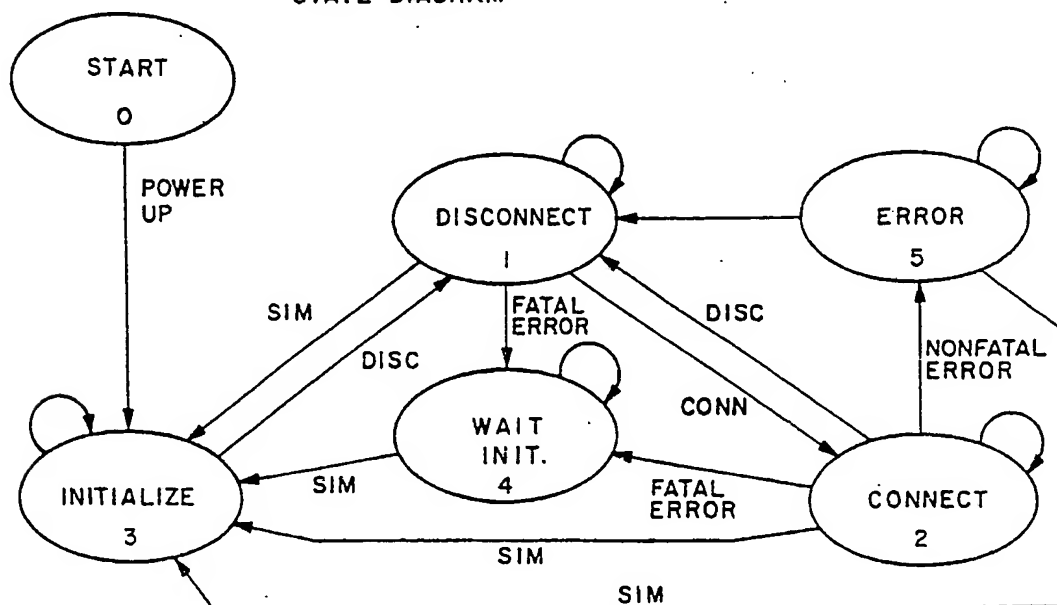 STATE DIAGRAM
START
0
POWER
UP
DISCONNECT
1
ERROR
5
SIM
FATAL
ERROR
DISC
DISC
NONFATAL
ERROR
CONN
WAIT
INIT.
4
SIM
FATAL
ERROR
INITIALIZE
3
CONNECT
2
SIM
SIM